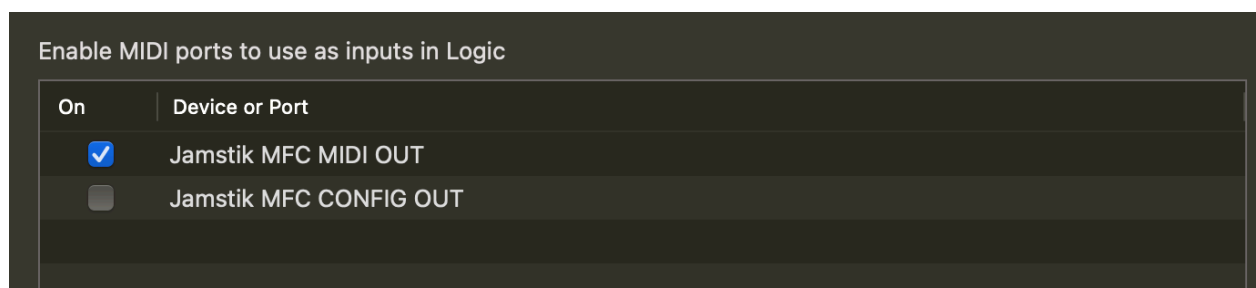 Enable MIDI ports to use as inputs in Logic
On Device or Port
Jamstik MFC MIDI OUT
Jamstik MFC CONFIG OUT